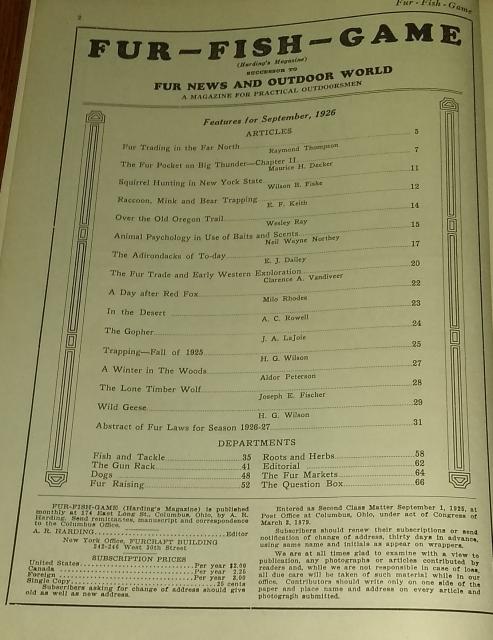 Fur-Fish-Game
2
FUR-FISH-GAME
(Harding's Magazine)
SUCCESSOR TO
FUR NEWS AND OUTDOOR WORLD
A MAGAZINE FOR PRACTICAL OUTDOORSMEN
Features for September, 1926
ARTICLES
Fur Trading in the Far North 5
Raymond Thompson
The Fur Pocket on Big Thunder—Chapter II 7
Maurice H. Decker
Squirrel Hunting in New York State 11
Wilson B. Fiske
Raccoon, Mink and Bear Trapping 12
E. F. Keith
Over the Old Oregon Trail 14
Wesley Ray
Animal Psychology in Use of Baits and Scents 15
Neil Wayne Northey
The Adirondacks of To-day 17
E. J. Dailey
The Fur Trade and Early Western Exploration 20
Clarence A. Vandiveer
A Day after Red Fox 22
Milo Rhodes
In the Desert 23
A. C. Rowell
The Gopher 24
J. A. LaJoie
Trapping—Fall of 1925 25
H. G. Wilson
A Winter in The Woods 27
Aldor Peterson
The Lone Timber Wolf 28
Joseph E. Fischer
Wild Geese 29
H. G. Wilson
Abstract of Fur Laws for Season 1926-27 31
DEPARTMENTS
Fish and Tackle 35
The Gun Rack 41
Dogs 48
Fur Raising 52
Roots and Herbs 58
Editorial 62
The Fur Markets 64
The Question Box 66
FUR-FISH-GAME (Harding's Magazine) is published
monthly at 174 East Long St., Columbus, Ohio, by A. R.
Harding. Send remittances, manuscript and correspondence
to the Columbus Office.
A. R. HARDING Editor
New York Office, FURCRAFT BUILDING
242-246 West 30th Street
SUBSCRIPTION PRICES
United States Per year $2.00
Canada Per year 2.25
Foreign Per year
Single Copy 25 cents
Subscribers asking for change of address should give
old as well as new address.
Entered as Second Class Matter September 1, 1925, at
Post Office at Columbus, Ohio, under act of Congress of
March 3, 1879.
Subscribers should renew their subscriptions or send
notification of change of address, thirty days in advance,
using same name and initials as appear on wrappers.
We are at all times glad to examine with a view to
publication, any photographs or articles contributed by
readers and, while we are not responsible in case of loss,
all due care will be taken of such material while in our
office. Contributors should write only on one side of the
paper and place name and address on every article and
photograph submitted.